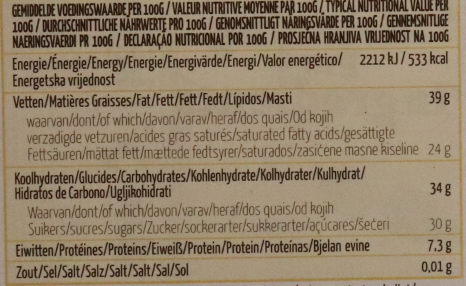 GEMIDDELDE VOEDINGSWAARDE PER 100G / VALEUR NUTRITIVE MOYENNE PAR 100G / TYPICAL NUTRITIONAL VALUE PER
100G / DURCHSCHNITTLICHE NÄHRWERTE PRO 100G / GENOMSNITTLIGT NÄRINGSVÄRDE PER 100G / GENNEMSNITLIGE
NAERINGSVAERDI PR 100G / DECLARAÇÃO NUTRICIONAL POR 100G / PROSJEČNA HRANJIVA VRIJEDNOST NA 100G
Energie/Énergie/Energy/Energie/Energivärde/Energi/Valor energético/ 2212 kJ / 533 kcal
Energetska vrijednost
Vetten/Matières Graisses/Fat/Fett/Fett/Fedt/Lípidos/Masti 39 g
waarvan/dont/of which/davon/varav/heraf/dos quais/Od kojih
verzadigde vetzuren/acides gras saturés/saturated fatty acids/gesättigte
Fettsäuren/mättat fett/mættede fedtsyrer/saturados/zasićene masne kiseline 24 g
Koolhydraten/Glucides/Carbohydrates/Kohlenhydrate/Kolhydrater/Kulhydrat/
Hidratos de Carbono/Ugljikohidrati 34 g
Waarvan/dont/of which/davon/varav/heraf/dos quais/od kojih
Suikers/sucres/sugars/Zucker/sockerarter/sukkerarter/açúcares/šećeri 30 g
Eiwitten/Protéines/Proteins/Eiweiß/Protein/Protein/Proteínas/Bjelan evine 7.3 g
Zout/Sel/Salt/Salz/Salt/Salt/Sal/Sol 0,01 g